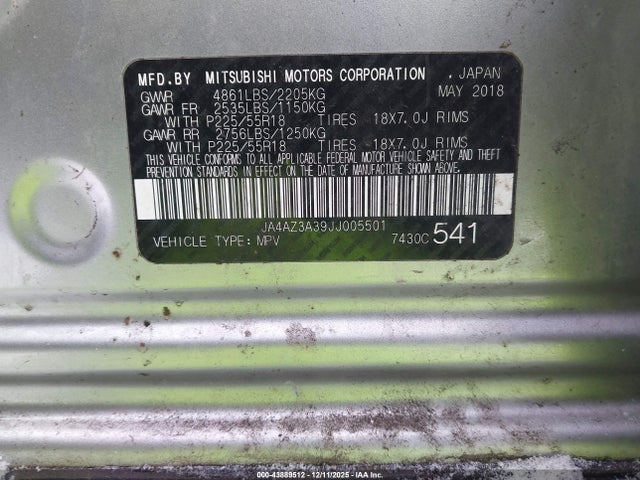 MFD.BY MITSUBISHI MOTORS CORPORATION , JAPAN
GVWR 4861LBS/2205KG MAY 2018
GAWR FR 2535LBS/1150KG
WITH P225/55R18 TIRES 18X7.0J RIMS
GAWR RR 2756LBS/1250KG
WITH P225/55R18 TIRES 18X7.0J RIMS
THIS VEHICLE CONFORMS TO ALL APPLICABLE FEDERAL MOTOR VEHICLE SAFETY AND THEFT
PREVENTION STANDARDS IN EFFECT ON THE DATE OF MANUFACTURE SHOWN ABOVE.
JA4AZ3A39JJ005501
VEHICLE TYPE: MPV 7430C 541
000-43889512 - 12/11/2025 - IAAI.COM